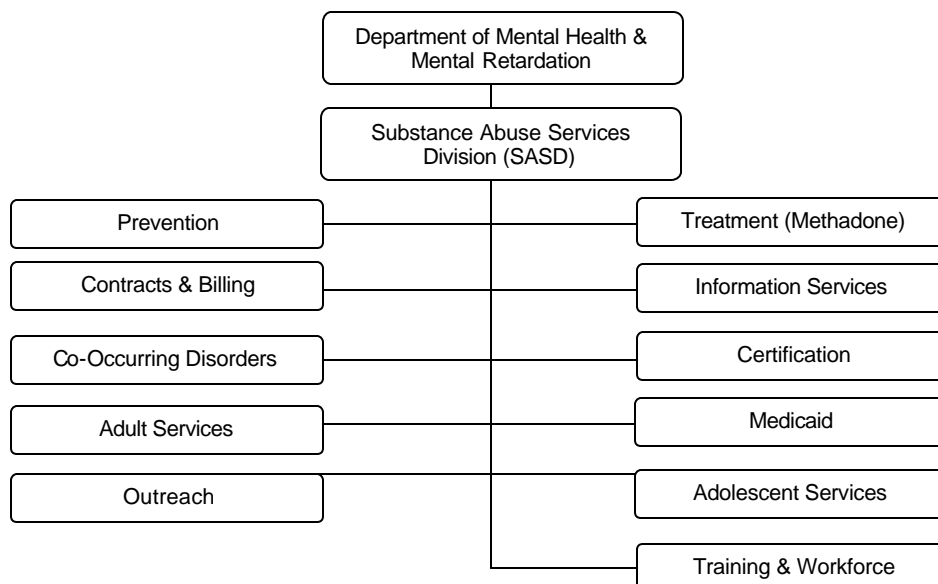 Department of Mental Health &
Mental Retardation
Substance Abuse Services
Division (SASD)
Prevention
Treatment (Methadone)
Contracts & Billing
Information Services
Co-Occurring Disorders
Certification
Adult Services
Medicaid
Outreach
Adolescent Services
Training & Workforce